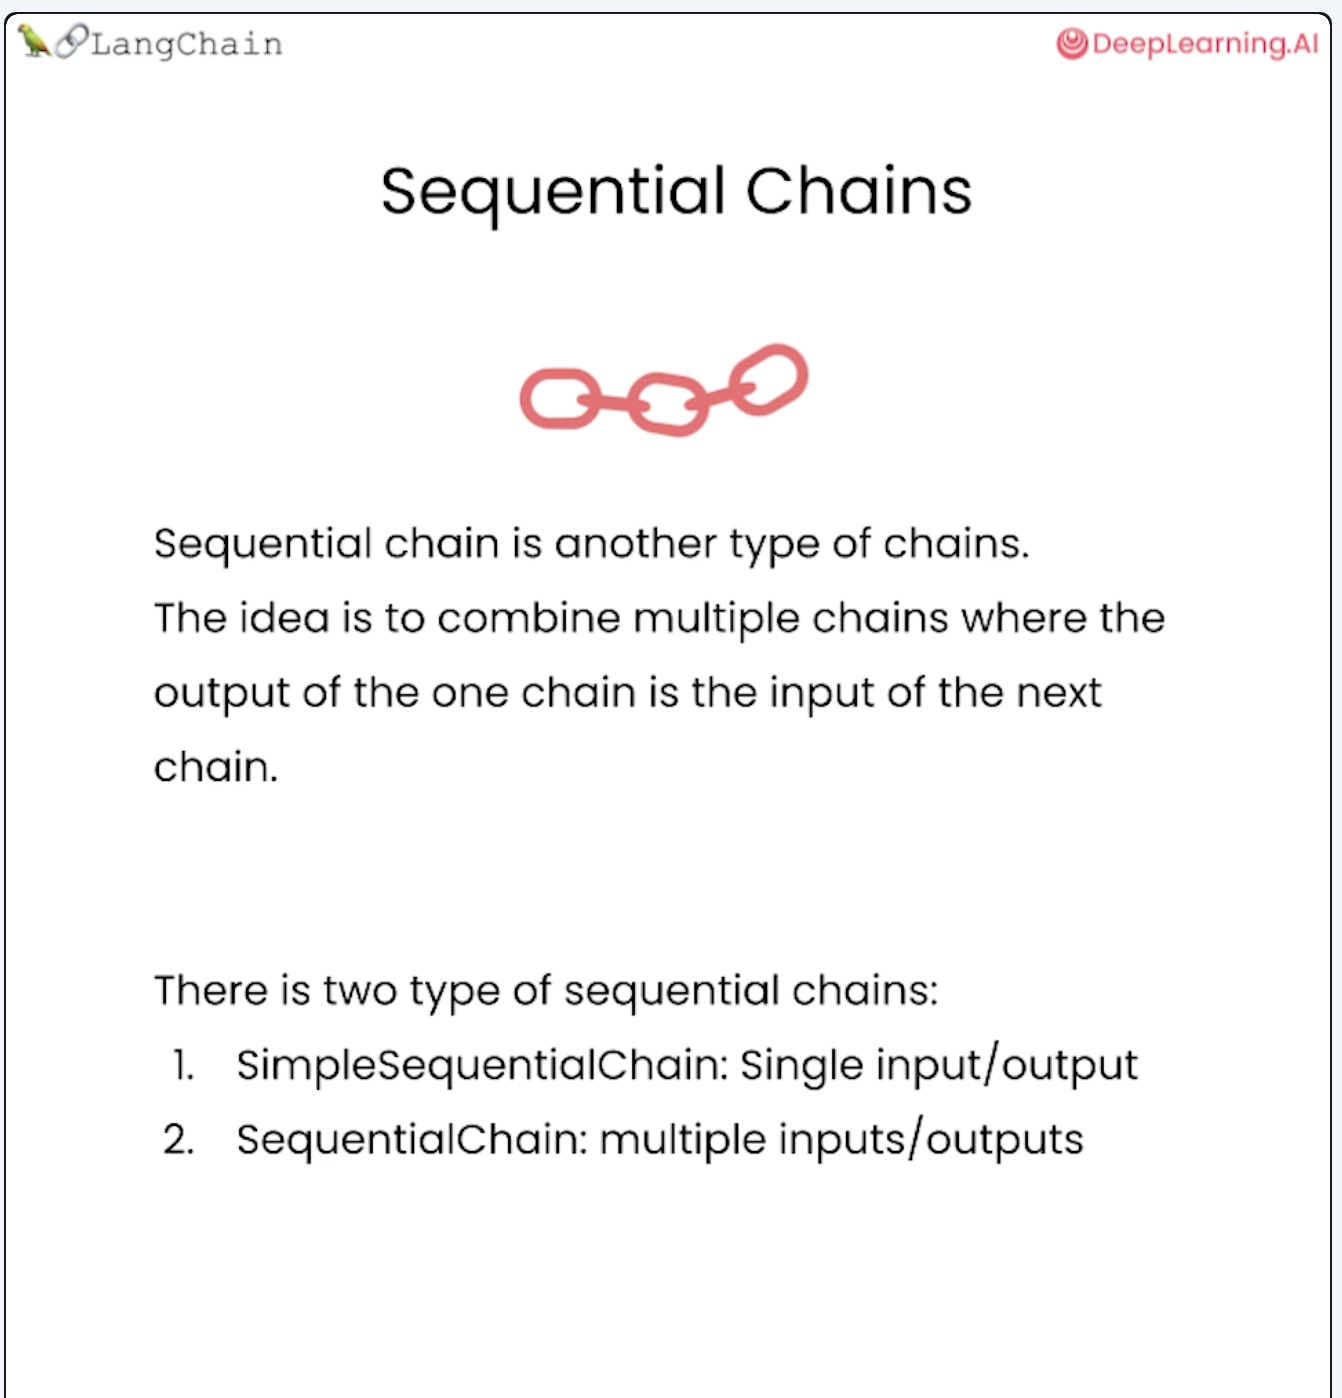 LangChain
DeepLearning.AI
Sequential Chains
Sequential chain is another type of chains.
The idea is to combine multiple chains where the
output of the one chain is the input of the next
chain.
There is two type of sequential chains:
1. SimpleSequentialChain: Single input/output
2. SequentialChain: multiple inputs/outputs